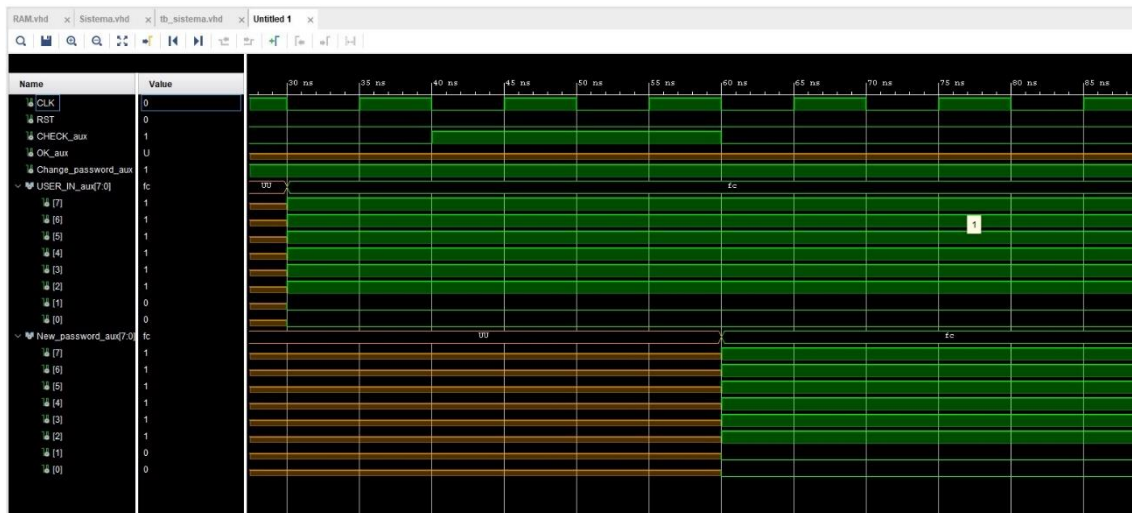 RAM.vhd × Sistema.vhd × tb_sistema.vhd × Untitled 1 ×
Name Value 30 ns 35 ns 40 ns 45 ns 50 ns 55 ns 60 ns 65 ns 70 ns 75 ns 80 ns 85 ns
CLK 0
RST 0
CHECK_aux 1
OK_aux U
Change_password_aux 1
USER_IN_aux[7:0] fc UU fc
[7] 1
[6] 1 1
[5] 1
[4] 1
[3] 1
[2] 1
[1] 0
[0] 0
New_password_aux[7:0] fc UU fc
[7] 1
[6] 1
[5] 1
[4] 1
[3] 1
[2] 1
[1] 0
[0] 0